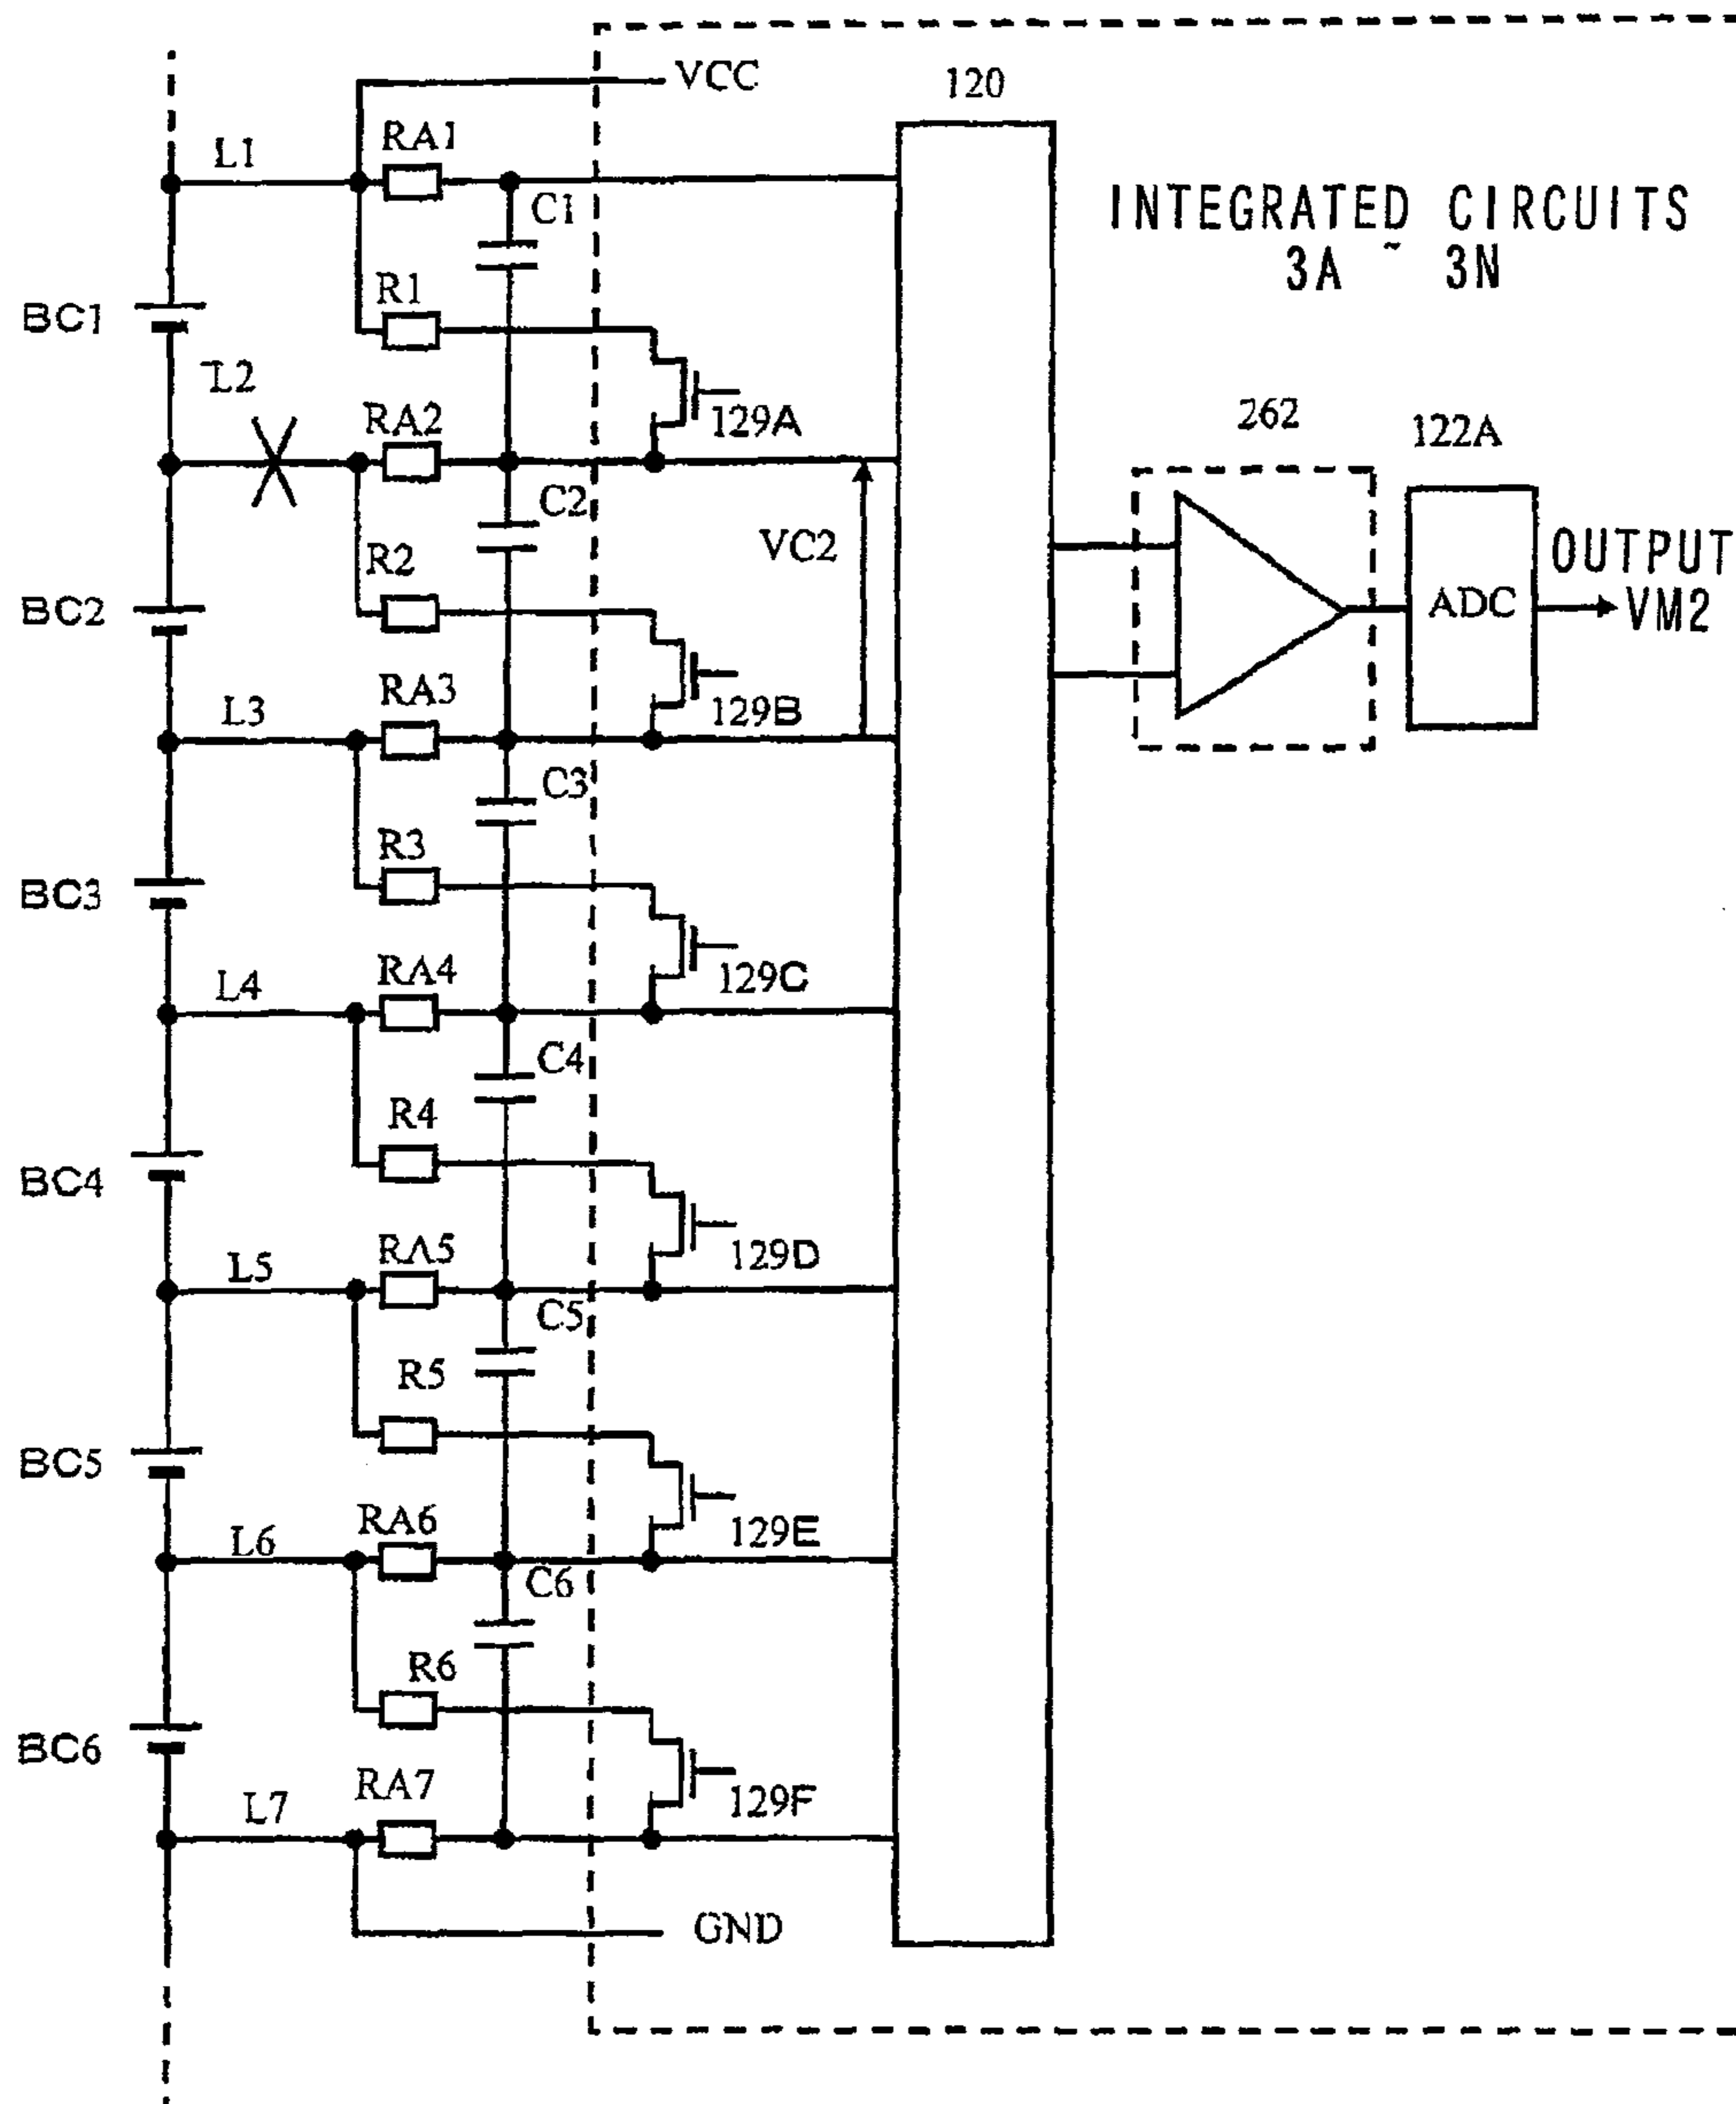 VCC
120
RA1
L1
C1
INTEGRATED CIRCUITS
3A ~ 3N
R1
BC1
L2
RA2
129A
262
122A
C2
VC2
OUTPUT
VM2
R2
ADC
BC2
RA3
L3
129B
C3
R3
BC3
RA4
L4
129C
C4
R4
BC4
RA5
L5
129D
C5
R5
BC5
RA6
L6
129E
C6
R6
BC6
RA7
L7
129F
GND